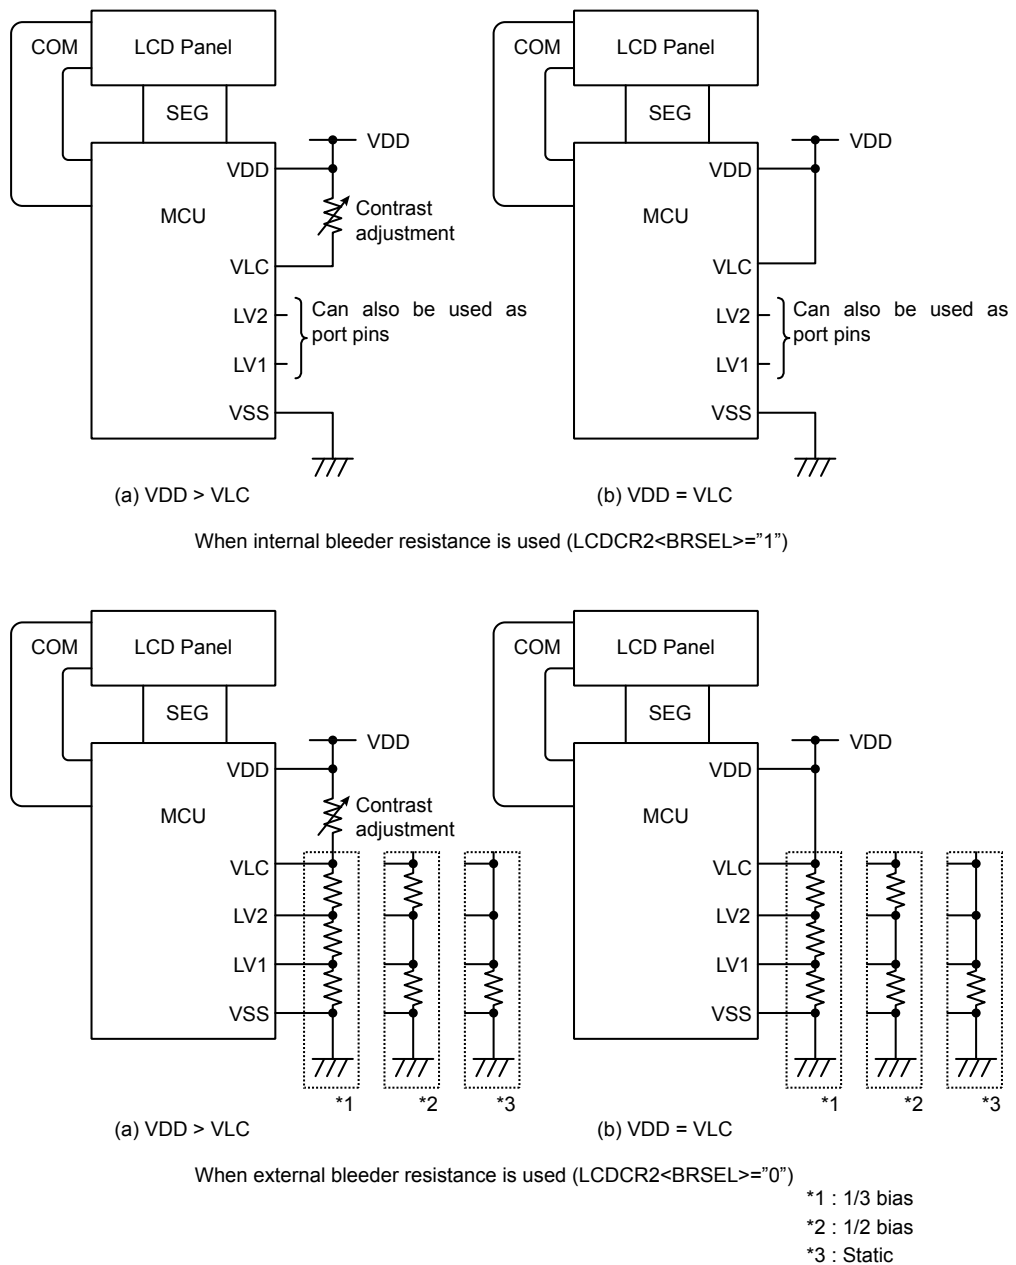 COM
LCD Panel
SEG
VDD
VDD
MCU
Contrast
adjustment
VLC
LV2
Can also be used as
port pins
LV1
VSS
(a) VDD > VLC
COM
LCD Panel
SEG
VDD
VDD
MCU
VLC
LV2
Can also be used as
port pins
LV1
VSS
(b) VDD = VLC
When internal bleeder resistance is used (LCDCR2<BRSEL>=”1”)
COM
LCD Panel
SEG
VDD
VDD
MCU
Contrast
adjustment
VLC
LV2
LV1
VSS
*1
*2
*3
(a) VDD > VLC
COM
LCD Panel
SEG
VDD
VDD
MCU
VLC
LV2
LV1
VSS
*1
*2
*3
(b) VDD = VLC
When external bleeder resistance is used (LCDCR2<BRSEL>=”0”)
*1 : 1/3 bias
*2 : 1/2 bias
*3 : Static